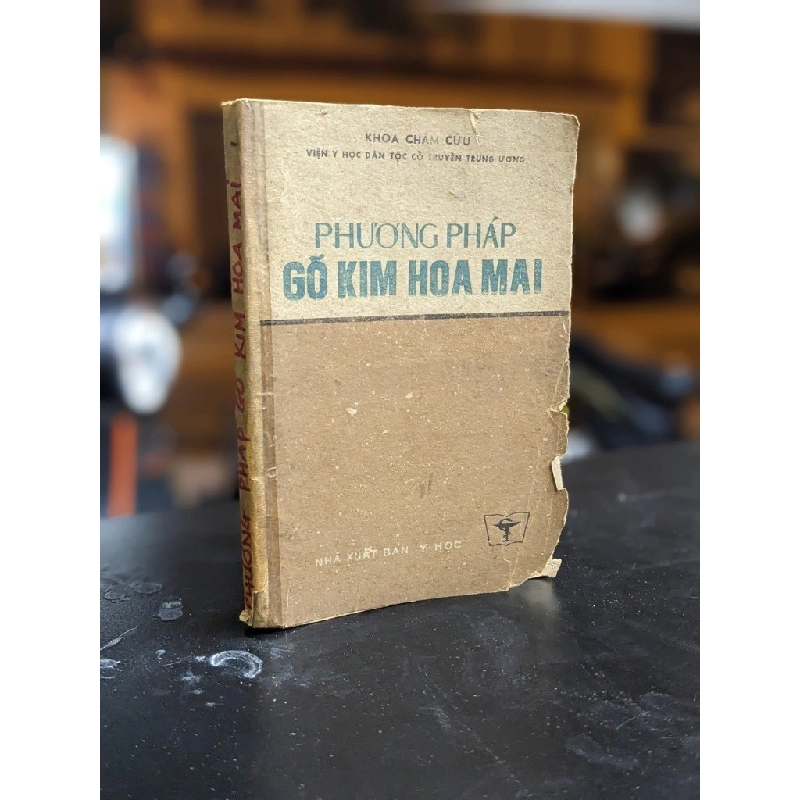 KHOA CHÂM CỨU
VIỆN Y HỌC DÂN TỘC CỔ TRUYỀN TRUNG ƯƠNG
PHƯƠNG PHÁP
GÕ KIM HOA MAI
NHÀ XUẤT BẢN Y HỌC
PHƯƠNG PHÁP GÕ KIM HOA MAI